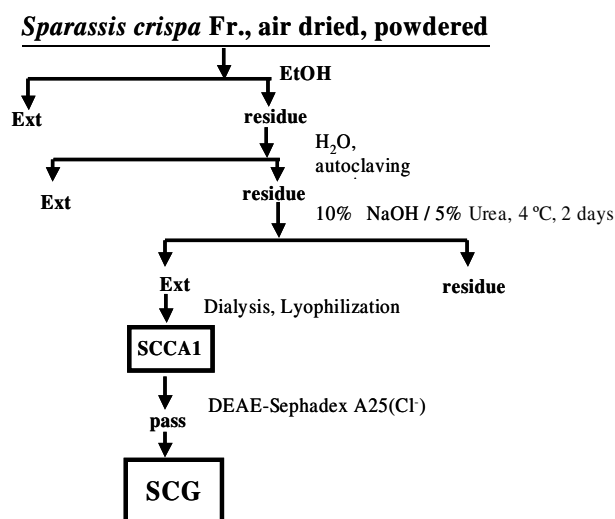 Sparassis crispa Fr., air dried, powdered
EtOH
Ext
residue
H₂O,
autoclaving
Ext
residue
10% NaOH / 5% Urea, 4 ºC, 2 days
Ext
residue
Dialysis, Lyophilization
SCCA1
DEAE-Sephadex A25(Cl⁻)
pass
SCG